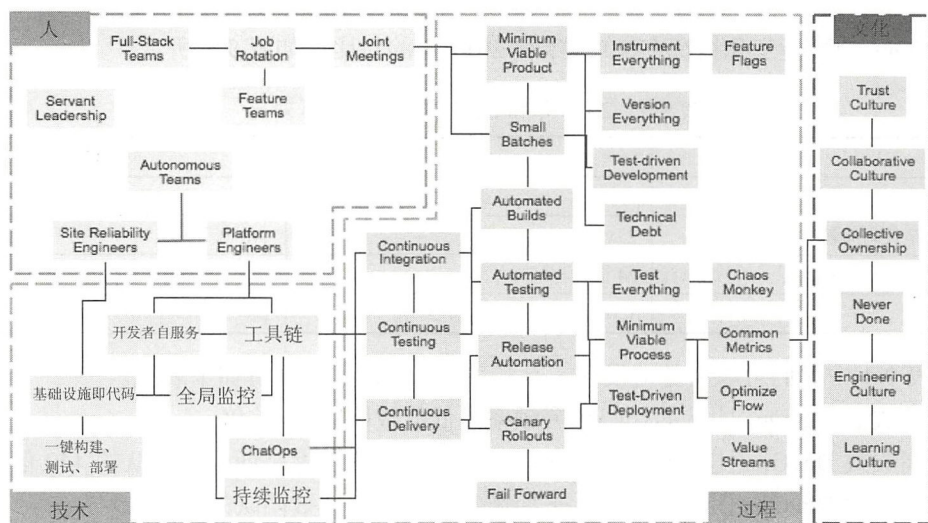 人
Full-Stack
Teams
Job
Rotation
Joint
Meetings
Feature
Teams
Servant
Leadership
Autonomous
Teams
Site Reliability
Engineers
Platform
Engineers
技术
开发者自服务
工具链
基础设施即代码
全局监控
一键构建、
测试、部署
ChatOps
持续监控
过程
Minimum
Viable
Product
Instrument
Everything
Feature
Flags
Version
Everything
Small
Batches
Test-driven
Development
Automated
Builds
Technical
Debt
Continuous
Integration
Automated
Testing
Test
Everything
Chaos
Monkey
Continuous
Testing
Release
Automation
Minimum
Viable
Process
Common
Metrics
Continuous
Delivery
Canary
Rollouts
Test-Driven
Deployment
Optimize
Flow
Value
Streams
Fail Forward
文化
Trust
Culture
Collaborative
Culture
Collective
Ownership
Never
Done
Engineering
Culture
Learning
Culture